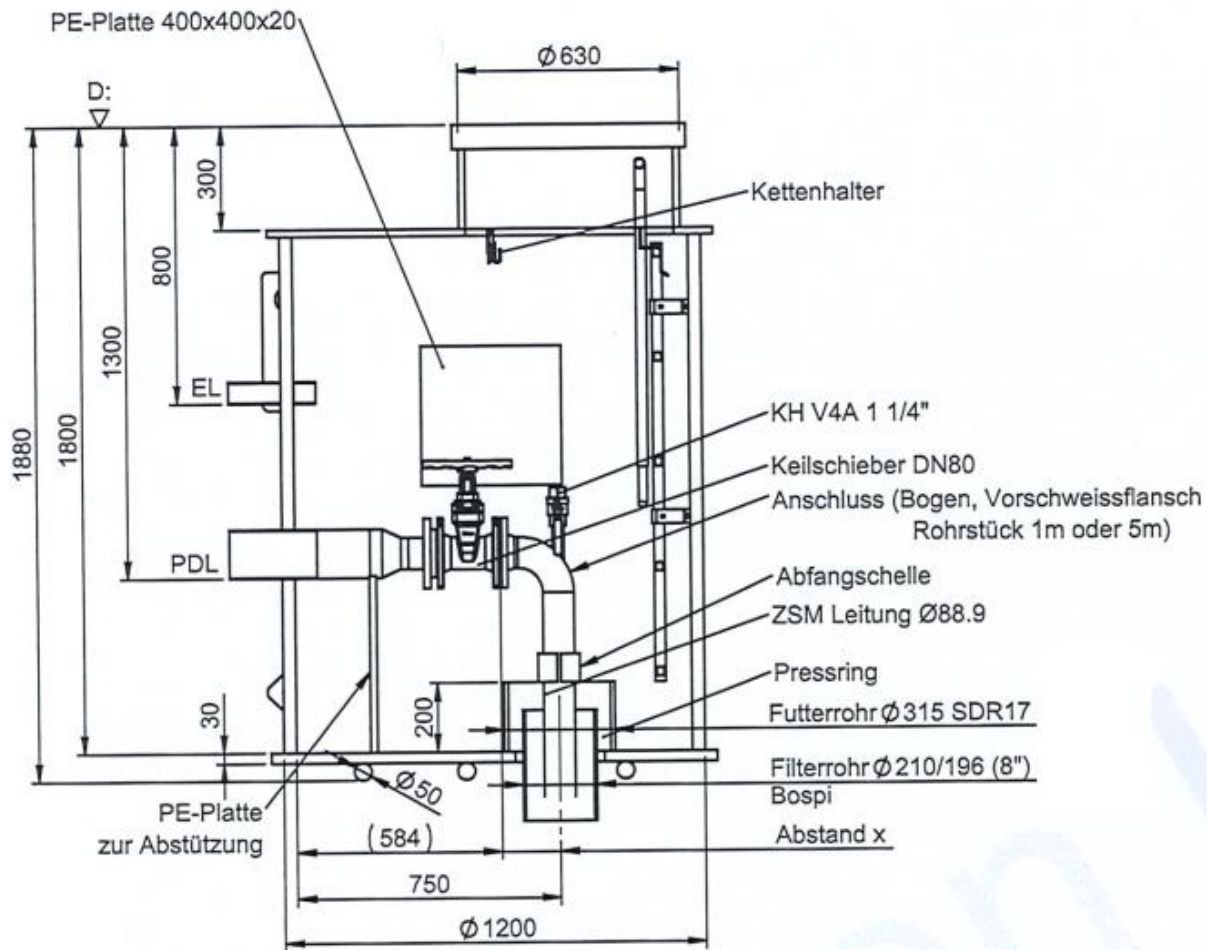 PE-Platte 400x400x20
Ø630
D:
300
Kettenhalter
800
1300
EL
1880
1800
KH V4A 1 1/4"
Keilschieber DN80
Anschluss (Bogen, Vorschweissflansch
Rohrstück 1m oder 5m)
PDL
Abfangschelle
ZSM Leitung Ø88.9
Pressring
200
30
Futterrohr Ø315 SDR17
Filterrohr Ø210/196 (8")
Bospi
Ø50
PE-Platte
zur Abstützung
(584)
Abstand x
750
Ø1200